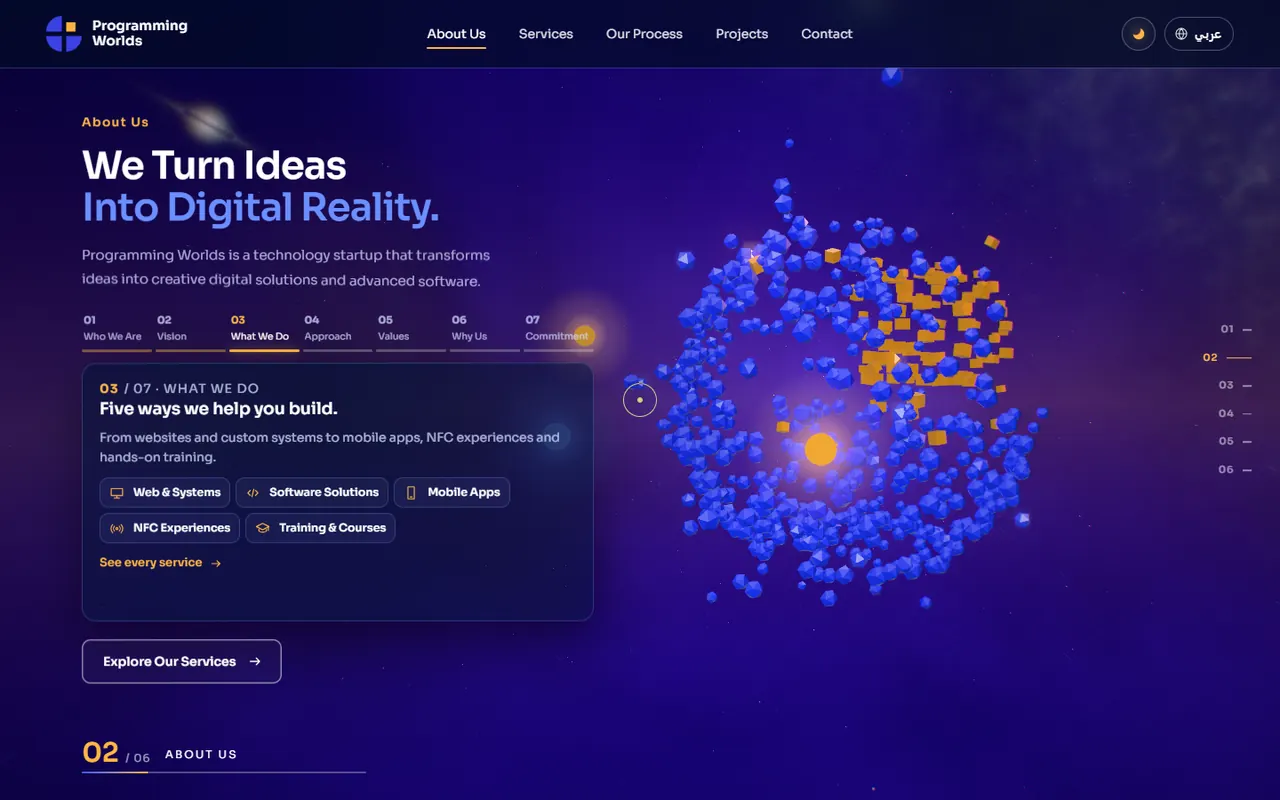 Programming
Worlds
About Us
Services
Our Process
Projects
Contact
عربي
About Us
We Turn Ideas
Into Digital Reality.
Programming Worlds is a technology startup that transforms
ideas into creative digital solutions and advanced software.
01
Who We Are
02
Vision
03
What We Do
04
Approach
05
Values
06
Why Us
07
Commitment
03 / 07 · WHAT WE DO
Five ways we help you build.
From websites and custom systems to mobile apps, NFC experiences and
hands-on training.
Web & Systems
Software Solutions
Mobile Apps
NFC Experiences
Training & Courses
See every service →
Explore Our Services →
01
02
03
04
05
06
02 / 06 ABOUT US